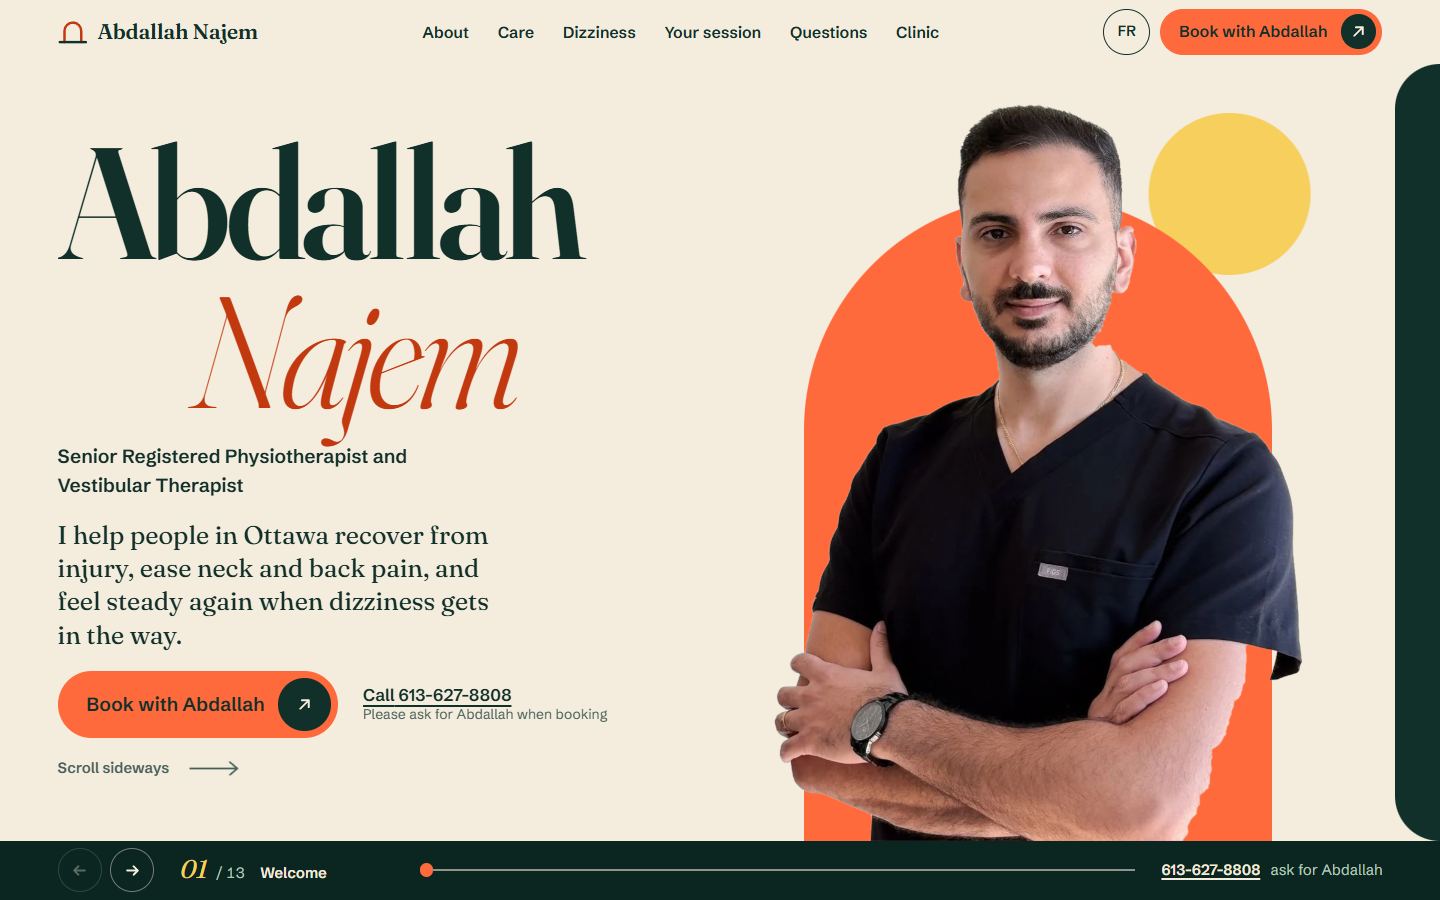 Abdallah Najem
About
Care
Dizziness
Your session
Questions
Clinic
FR
Book with Abdallah
Abdallah
Najem
Senior Registered Physiotherapist and
Vestibular Therapist
I help people in Ottawa recover from
injury, ease neck and back pain, and
feel steady again when dizziness gets
in the way.
Book with Abdallah
Call 613-627-8808
Please ask for Abdallah when booking
Scroll sideways
01 / 13 Welcome
613-627-8808 ask for Abdallah